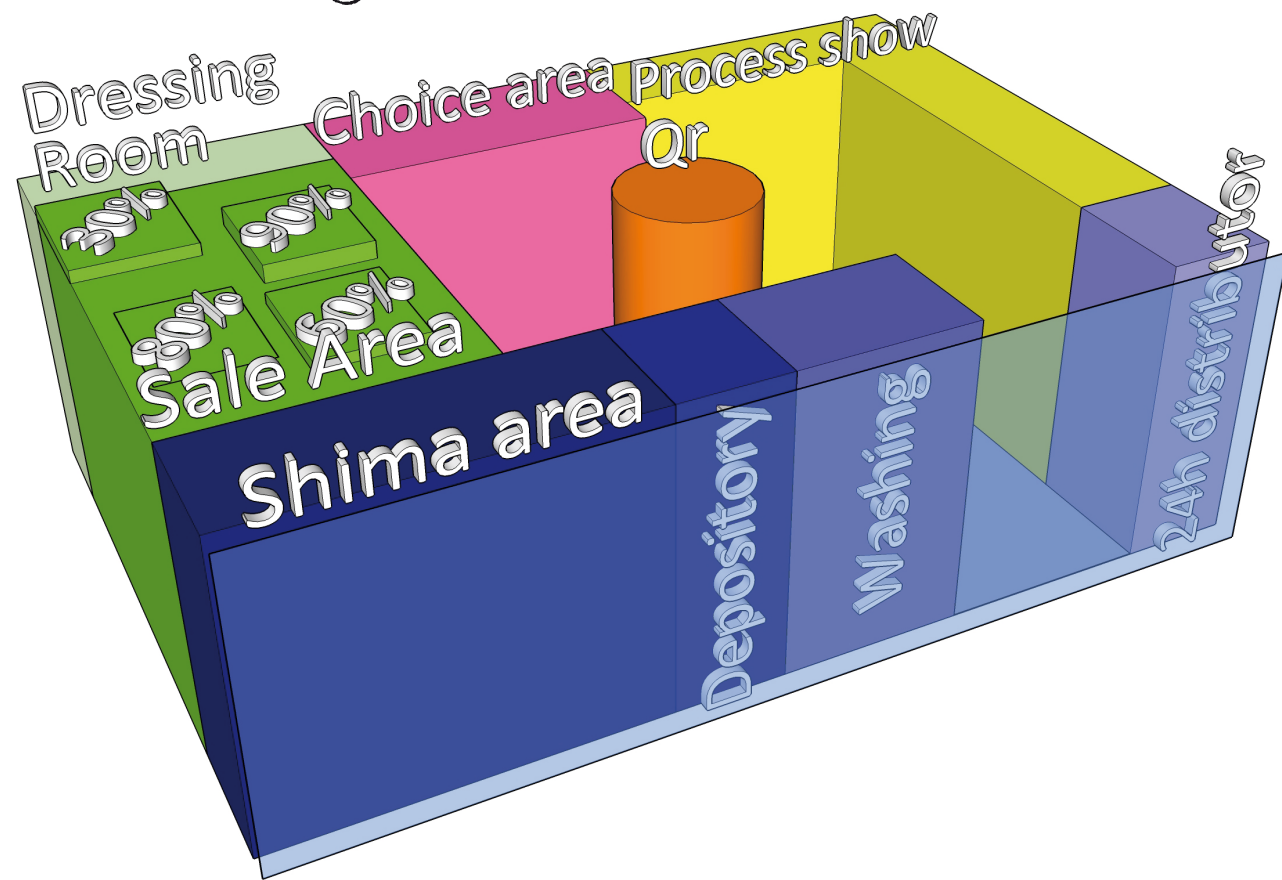 Dressing
Room
Choice area
Process show
Qr
30%
90%
80%
60%
Sale Area
Shima area
Depository
Washing
24h distributor